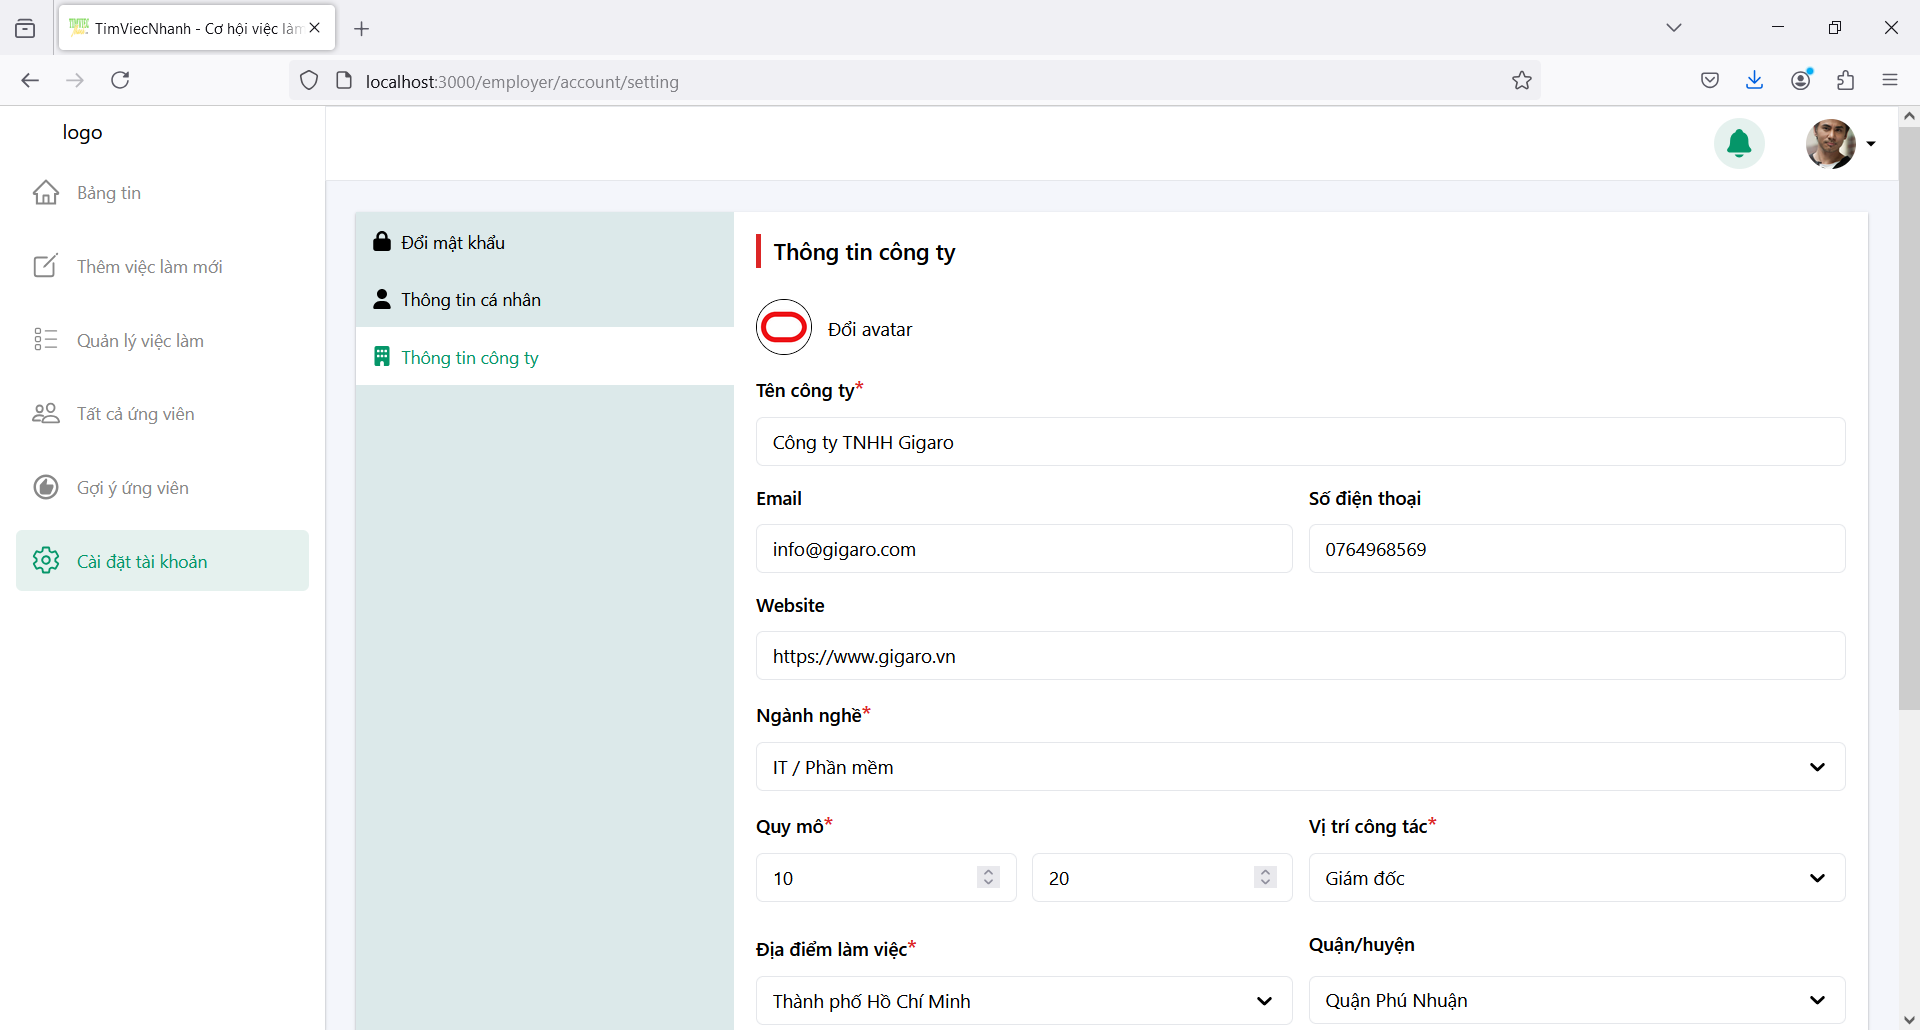 TimViecNhanh - Cơ hội việc làm
localhost:3000/employer/account/setting
logo
Bảng tin
Thêm việc làm mới
Quản lý việc làm
Tất cả ứng viên
Gợi ý ứng viên
Cài đặt tài khoản
Đổi mật khẩu
Thông tin cá nhân
Thông tin công ty
Thông tin công ty
Đổi avatar
Tên công ty*
Công ty TNHH Gigaro
Email Số điện thoại
info@gigaro.com 0764968569
Website
https://www.gigaro.vn
Ngành nghề*
IT / Phần mềm
Quy mô* Vị trí công tác*
10 20 Giám đốc
Địa điểm làm việc* Quận/huyện
Thành phố Hồ Chí Minh Quận Phú Nhuận